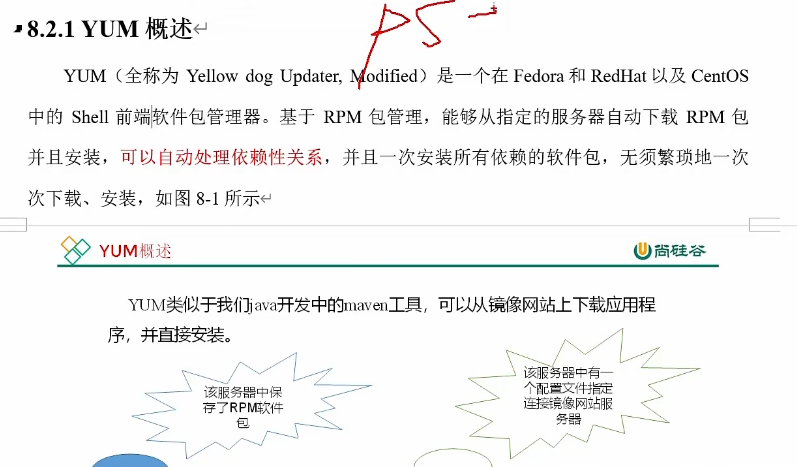 8.2.1 YUM 概述
PS-
YUM（全称为 Yellow dog Updater, Modified）是一个在 Fedora 和 RedHat 以及 CentOS
中的 Shell 前端软件包管理器。基于 RPM 包管理，能够从指定的服务器自动下载 RPM 包
并且安装，可以自动处理依赖性关系，并且一次安装所有依赖的软件包，无须繁琐地一次
次下载、安装，如图 8-1 所示
YUM概述
尚硅谷
YUM类似于我们java开发中的maven工具，可以从镜像网站上下载应用程
序，并直接安装。
该服务器中保
存了RPM软件
包
该服务器中有一
个配置文件指定
连接镜像网站服
务器